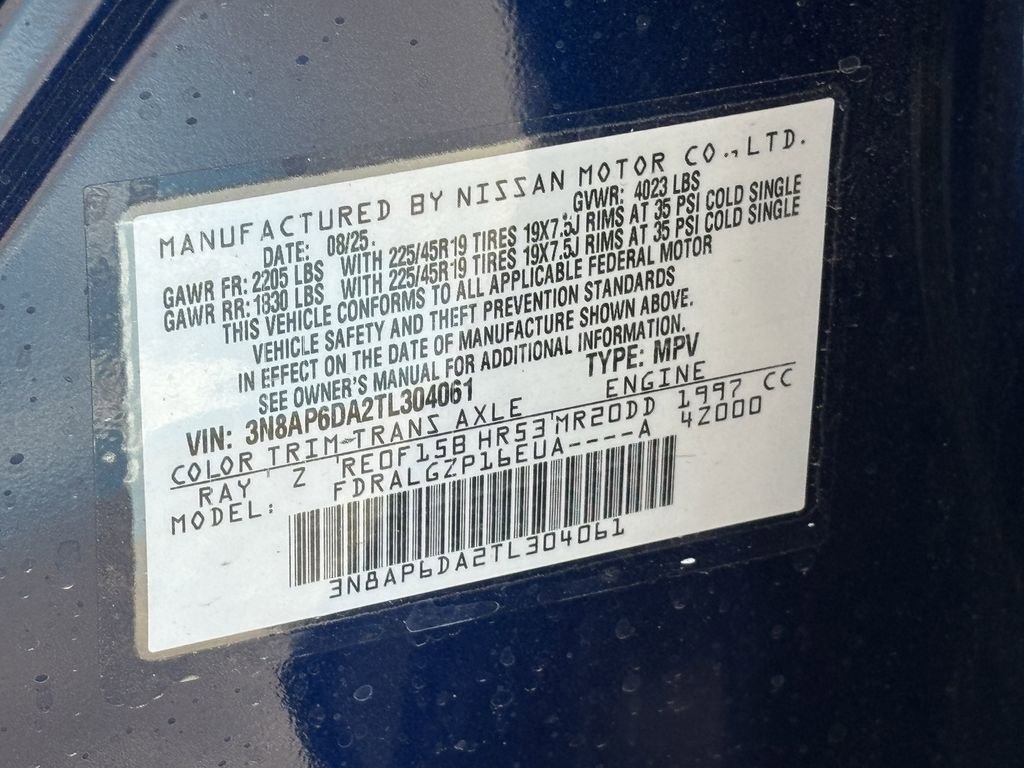 MANUFACTURED BY NISSAN MOTOR CO., LTD.
DATE: 08/25. GVWR: 4023 LBS
GAWR FR: 2205 LBS WITH 225/45R19 TIRES 19X7.5J RIMS AT 35 PSI COLD SINGLE
GAWR RR: 1830 LBS WITH 225/45R19 TIRES 19X7.5J RIMS AT 35 PSI COLD SINGLE
THIS VEHICLE CONFORMS TO ALL APPLICABLE FEDERAL MOTOR
VEHICLE SAFETY AND THEFT PREVENTION STANDARDS
IN EFFECT ON THE DATE OF MANUFACTURE SHOWN ABOVE.
SEE OWNER'S MANUAL FOR ADDITIONAL INFORMATION.
VIN: 3N8AP6DA2TL304061 TYPE: MPV
COLOR TRIM TRANS AXLE ENGINE
RAY Z RE0F15B HR53 MR20DD 1997 CC
MODEL: FDRALGZP16EUA----A 42000
3N8AP6DA2TL304061